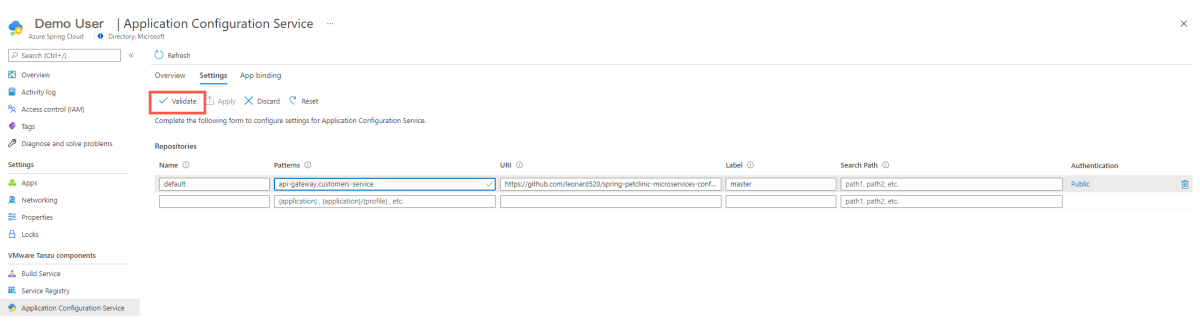 Demo User | Application Configuration Service ...
Azure Spring Cloud Directory: Microsoft
Search (Ctrl+/) «
Overview
Activity log
Access control (IAM)
Tags
Diagnose and solve problems
Settings
Apps
Networking
Properties
Locks
VMware Tanzu components
Build Service
Service Registry
Application Configuration Service
Refresh
Overview Settings App binding
Validate Apply Discard Reset
Complete the following form to configure settings for Application Configuration Service.
Repositories
Name Patterns URI Label Search Path Authentication
default api-gateway,customers-service https://github.com/leonard520/spring-petclinic-microservices-conf... master path1, path2, etc. Public
{application} , {application}/{profile} , etc. path1, path2, etc.